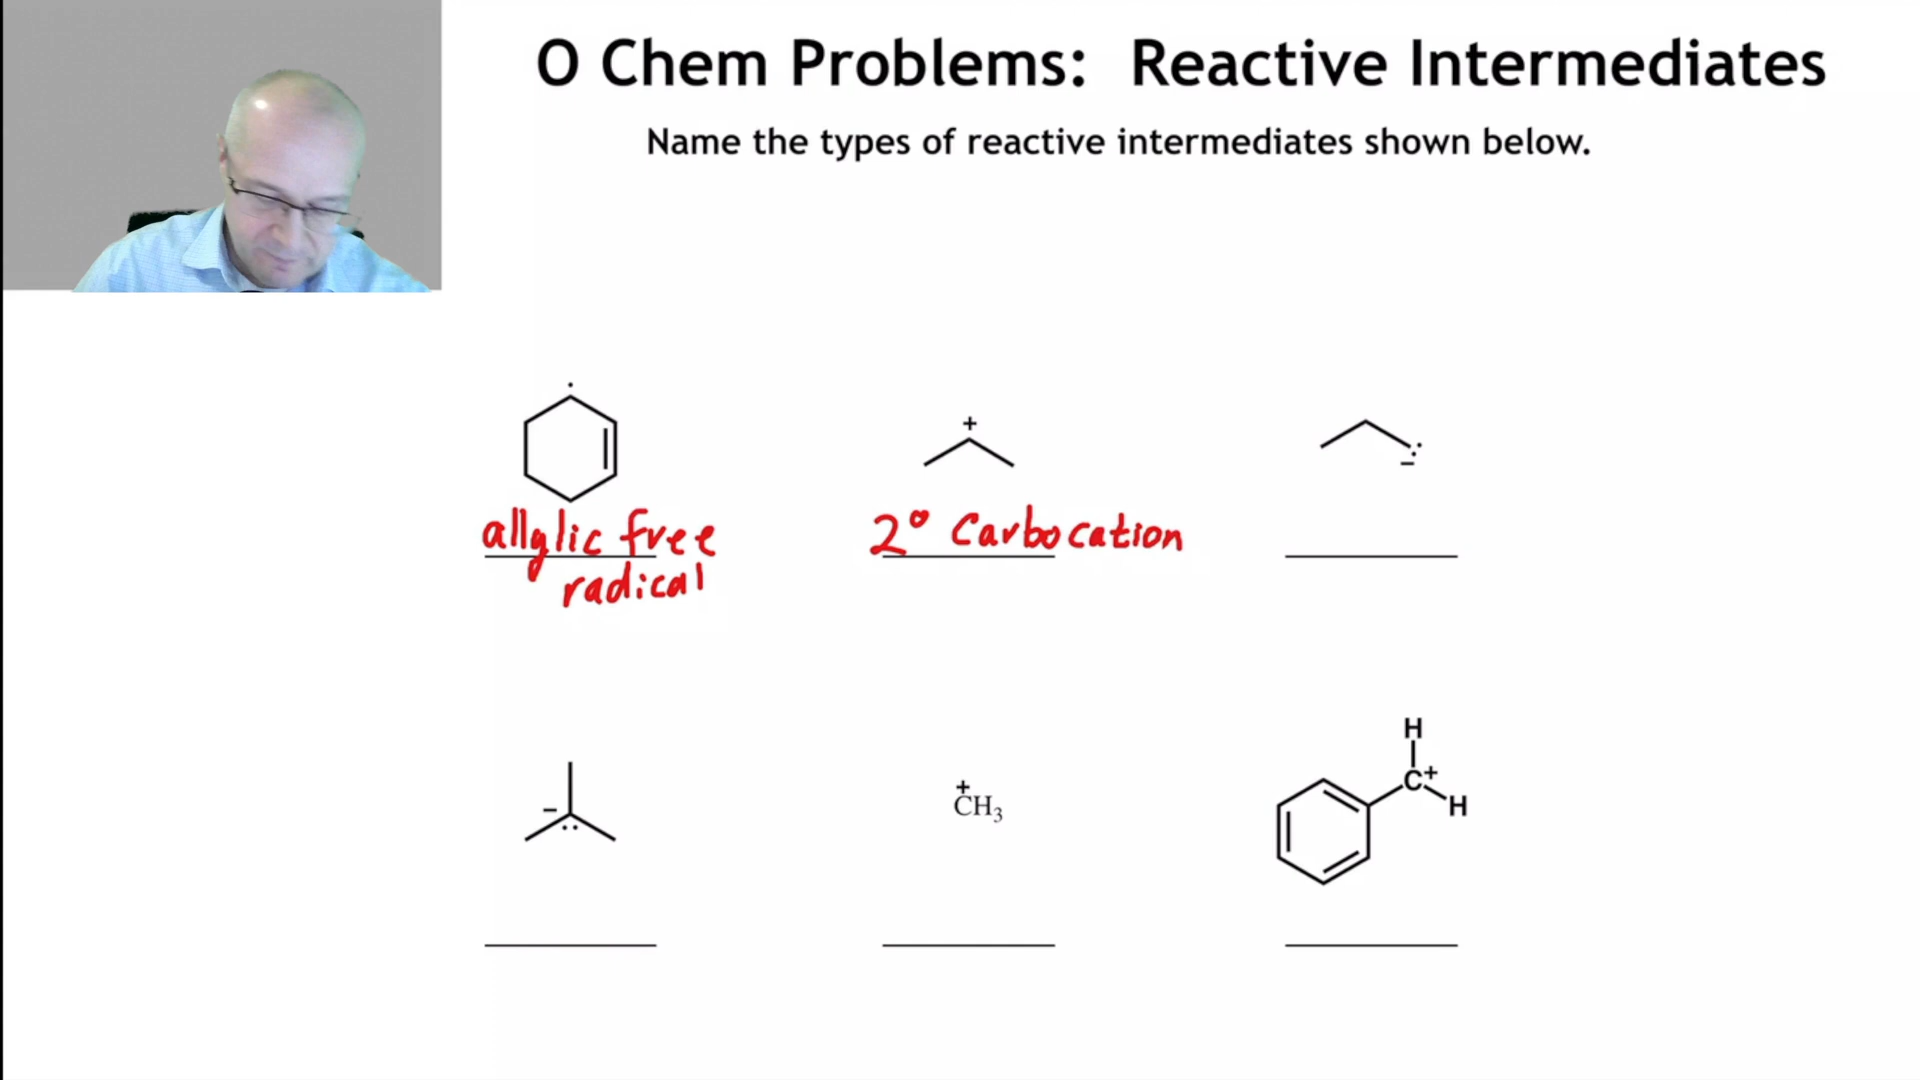 O Chem Problems: Reactive Intermediates
Name the types of reactive intermediates shown below.
allylic free
radical
2° Carbocation
+
CH3
H
C+
H